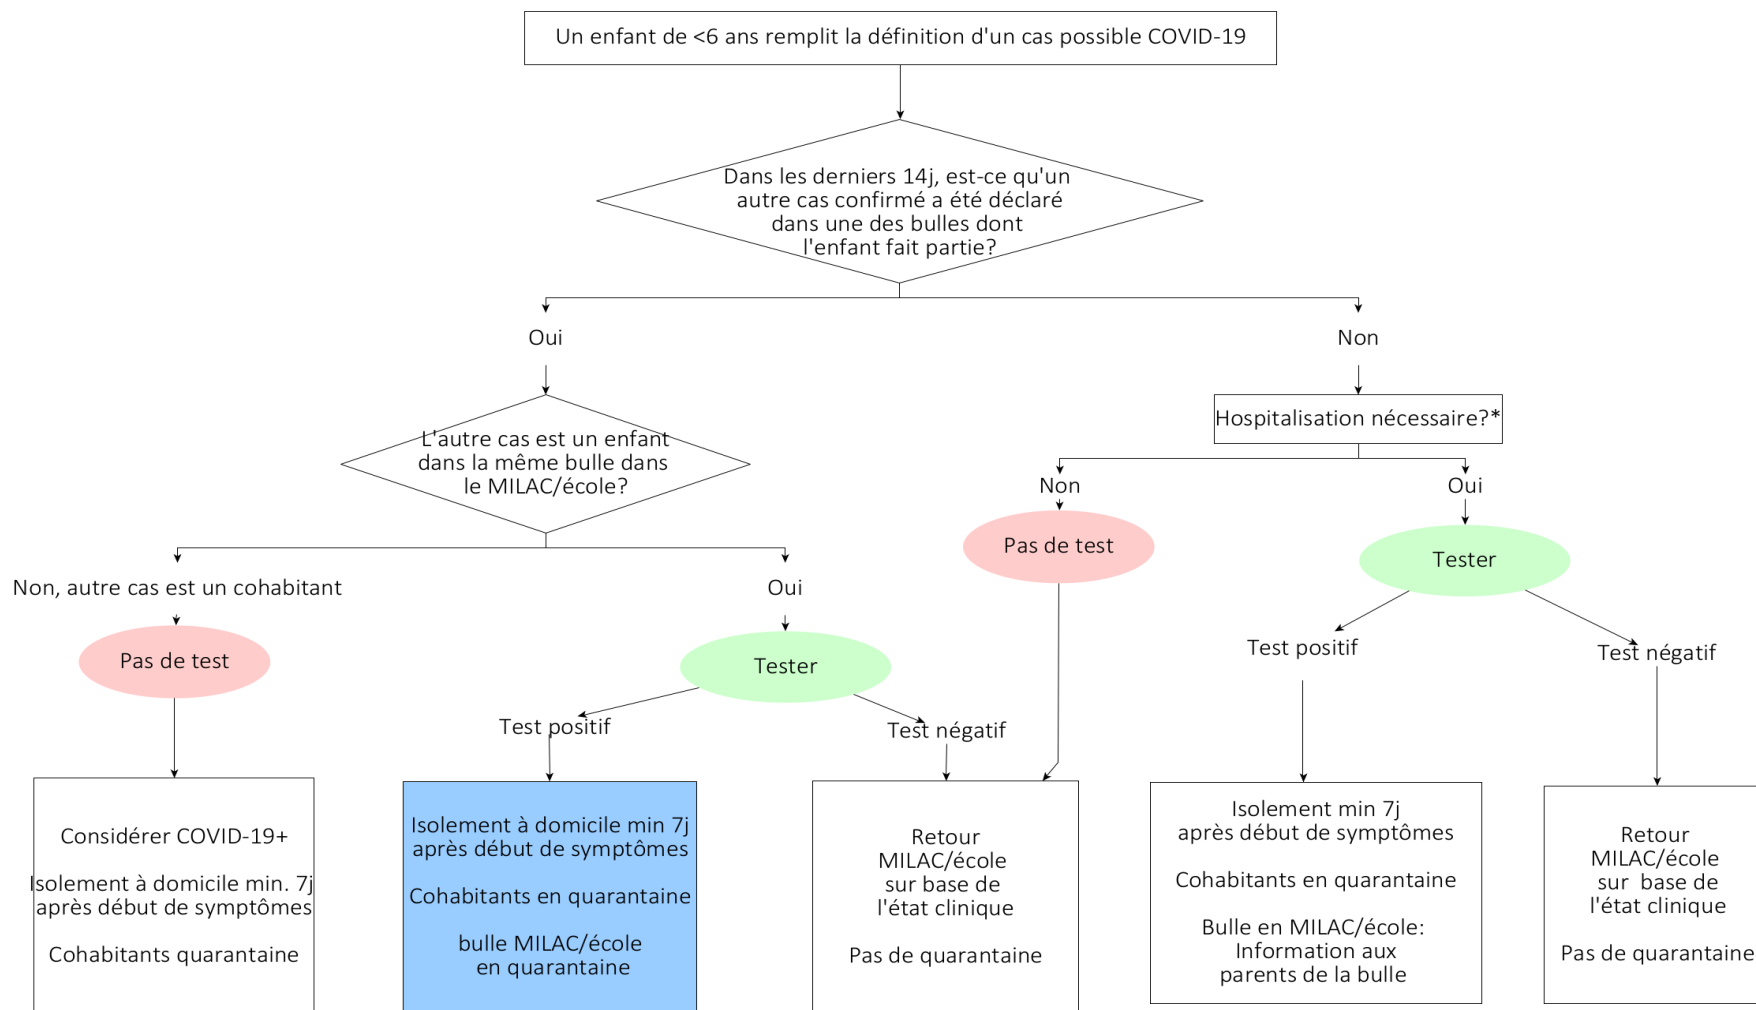 Un enfant de <6 ans remplit la définition d'un cas possible COVID-19
Dans les derniers 14j, est-ce qu'un
autre cas confirmé a été déclaré
dans une des bulles dont
l'enfant fait partie?
Oui
Non
L'autre cas est un enfant
dans la même bulle dans
le MILAC/école?
Hospitalisation nécessaire?*
Non
Oui
Pas de test
Tester
Non, autre cas est un cohabitant
Oui
Pas de test
Tester
Test positif
Test négatif
Test positif
Test négatif
Considérer COVID-19+
Isolement à domicile min. 7j
après début de symptômes
Cohabitants quarantaine
Isolement à domicile min 7j
après début de symptômes
Cohabitants en quarantaine
bulle MILAC/école
en quarantaine
Retour
MILAC/école
sur base de
l'état clinique
Pas de quarantaine
Isolement min 7j
après début de symptômes
Cohabitants en quarantaine
Bulle en MILAC/école:
Information aux
parents de la bulle
Retour
MILAC/école
sur base de
l'état clinique
Pas de quarantaine